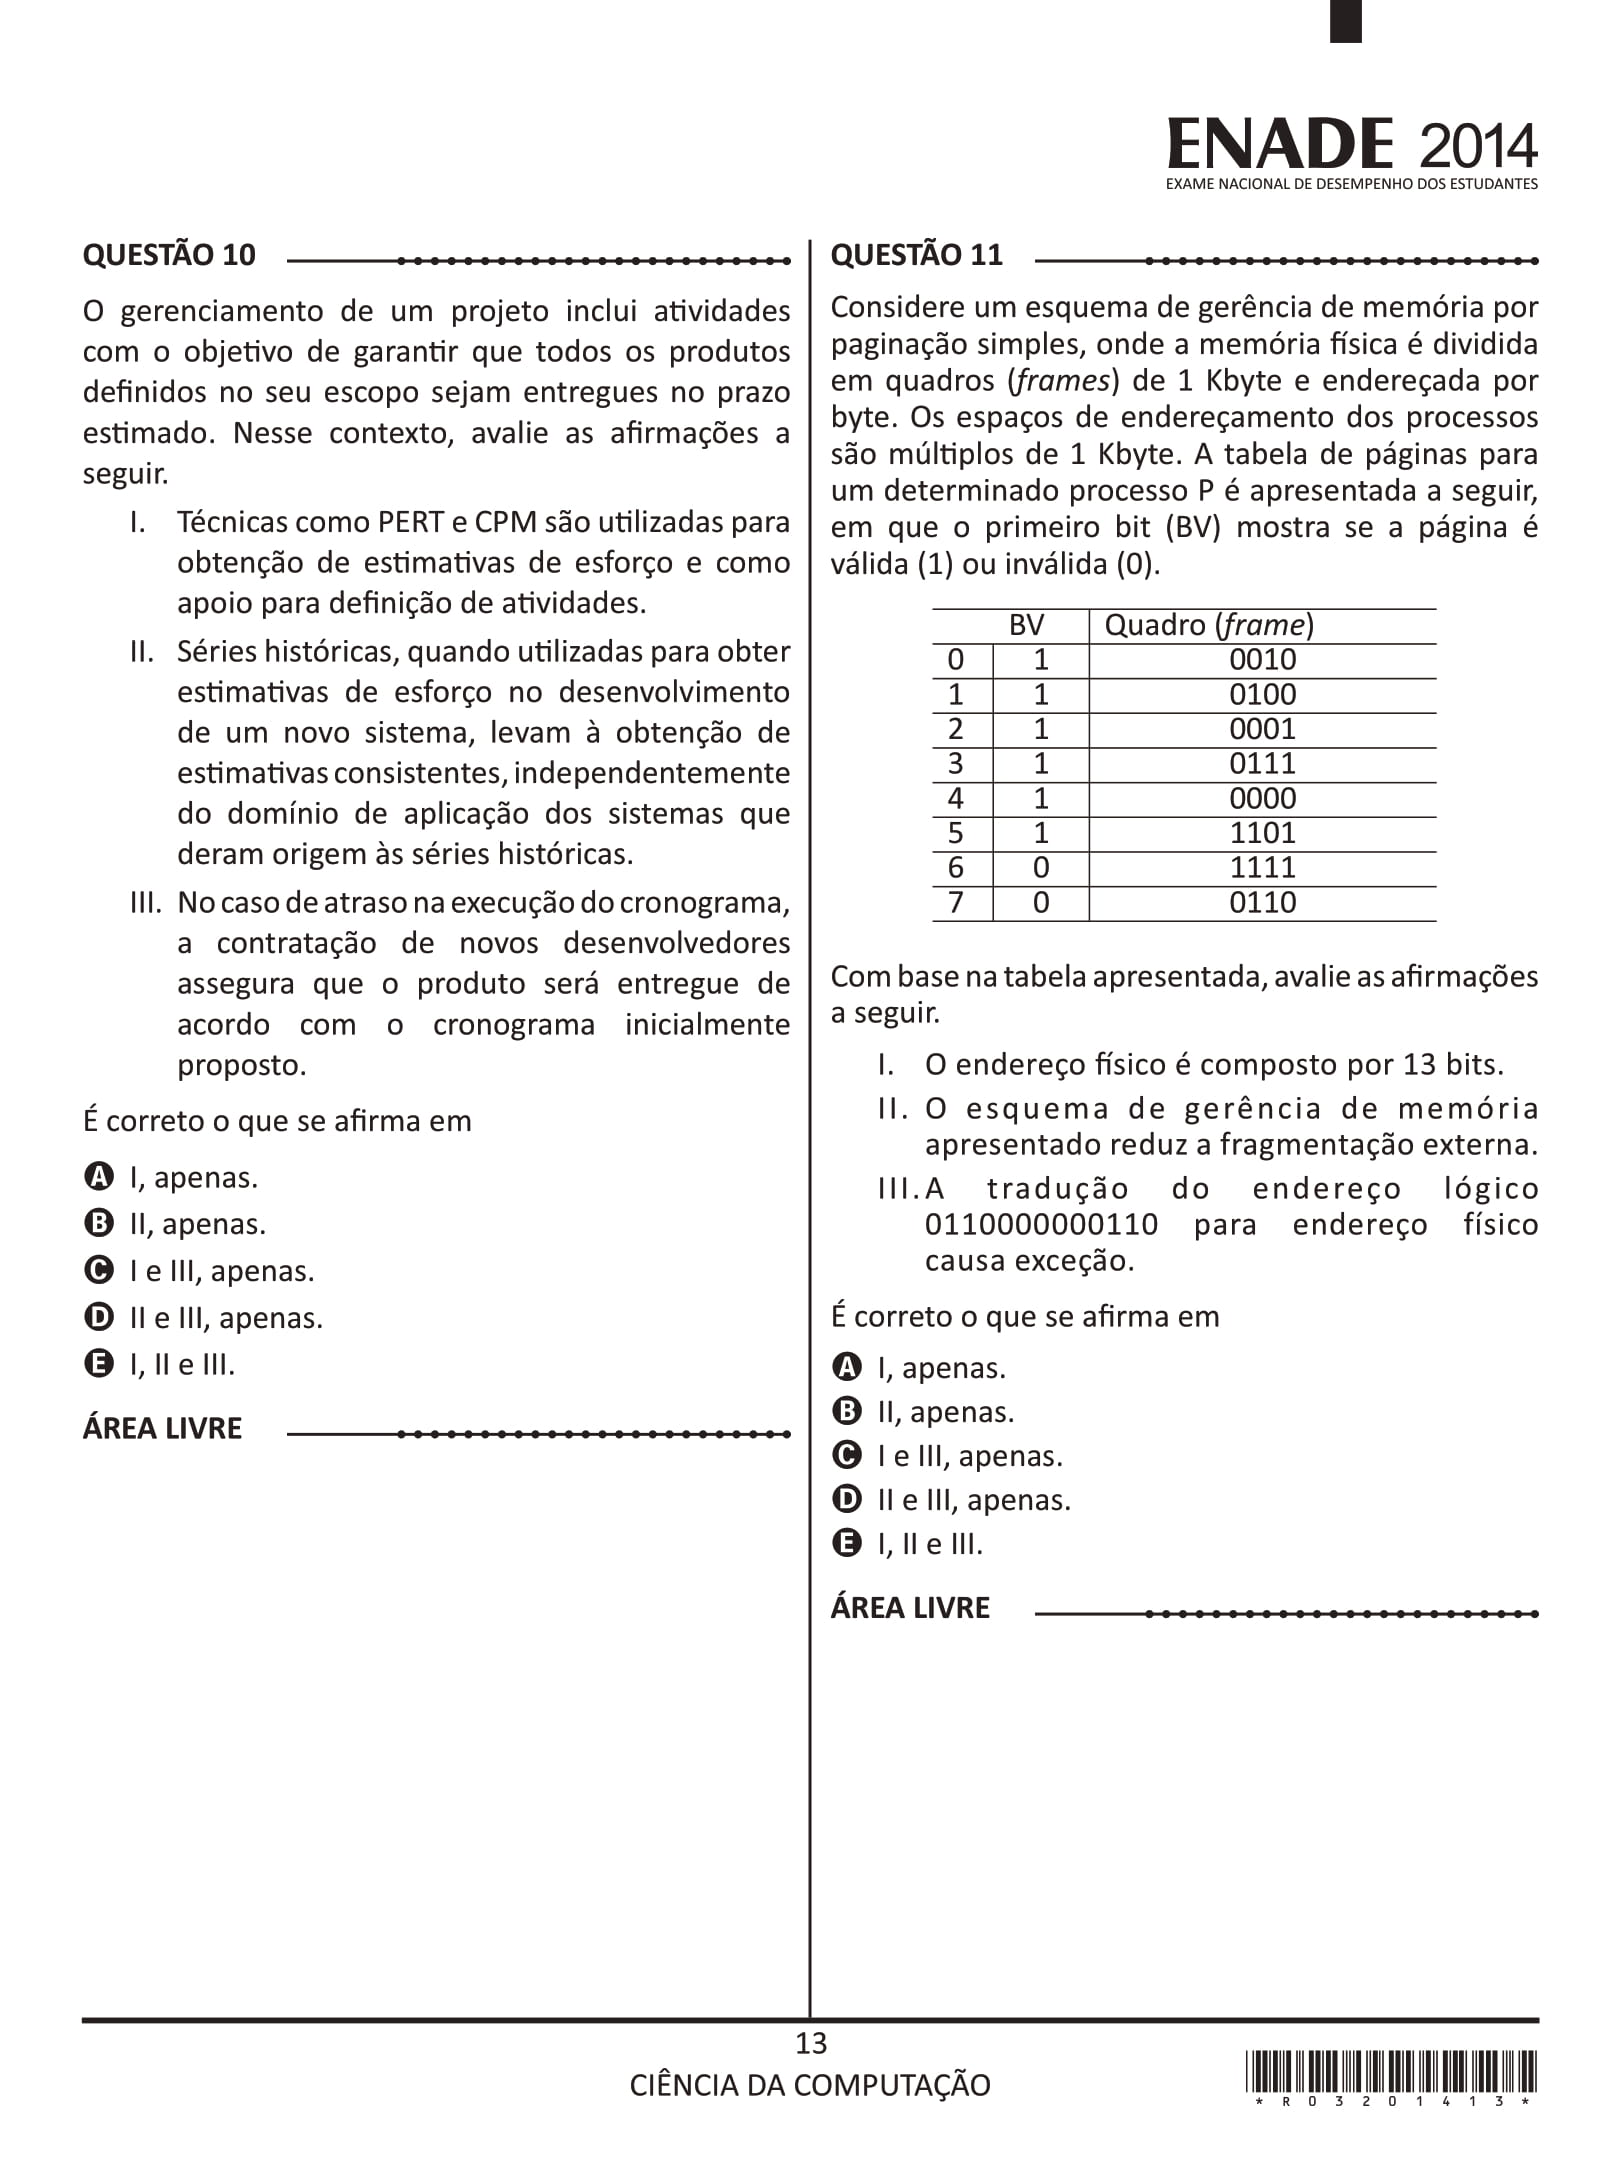 ENADE 2014
EXAME NACIONAL DE DESEMPENHO DOS ESTUDANTES
QUESTÃO 10
O gerenciamento de um projeto inclui atividades
com o objetivo de garantir que todos os produtos
definidos no seu escopo sejam entregues no prazo
estimado. Nesse contexto, avalie as afirmações a
seguir.
I. Técnicas como PERT e CPM são utilizadas para
obtenção de estimativas de esforço e como
apoio para definição de atividades.
II. Séries históricas, quando utilizadas para obter
estimativas de esforço no desenvolvimento
de um novo sistema, levam à obtenção de
estimativas consistentes, independentemente
do domínio de aplicação dos sistemas que
deram origem às séries históricas.
III. No caso de atraso na execução do cronograma,
a contratação de novos desenvolvedores
assegura que o produto será entregue de
acordo com o cronograma inicialmente
proposto.
É correto o que se afirma em
A I, apenas.
B II, apenas.
C I e III, apenas.
D II e III, apenas.
E I, II e III.
ÁREA LIVRE
QUESTÃO 11
Considere um esquema de gerência de memória por
paginação simples, onde a memória física é dividida
em quadros (frames) de 1 Kbyte e endereçada por
byte. Os espaços de endereçamento dos processos
são múltiplos de 1 Kbyte. A tabela de páginas para
um determinado processo P é apresentada a seguir,
em que o primeiro bit (BV) mostra se a página é
válida (1) ou inválida (0).
BV Quadro (frame)
0 1 0010
1 1 0100
2 1 0001
3 1 0111
4 1 0000
5 1 1101
6 0 1111
7 0 0110
Com base na tabela apresentada, avalie as afirmações
a seguir.
I. O endereço físico é composto por 13 bits.
II. O esquema de gerência de memória
apresentado reduz a fragmentação externa.
III. A tradução do endereço lógico
0110000000110 para endereço físico
causa exceção.
É correto o que se afirma em
A I, apenas.
B II, apenas.
C I e III, apenas.
D II e III, apenas.
E I, II e III.
ÁREA LIVRE
13
CIÊNCIA DA COMPUTAÇÃO
*R03201413*